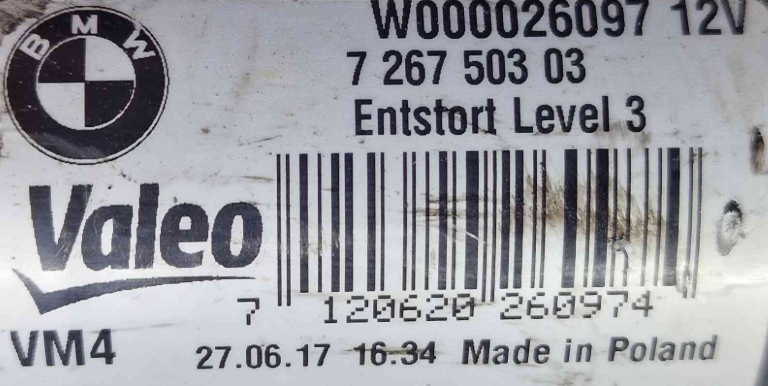 W000026097 12V
BMW
7 267 503 03
Entstort Level 3
Valeo
7 120620 260974
VM4
27.06.17 16.34 Made in Poland